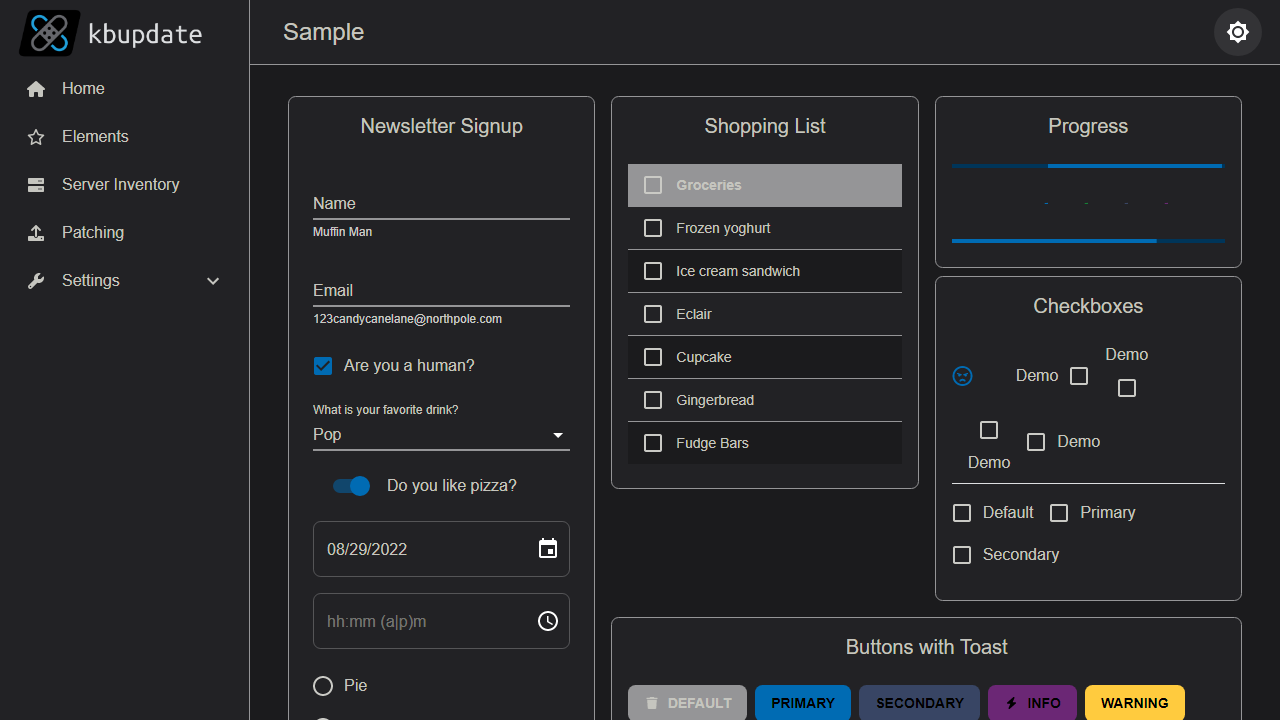 kbupdate
Sample
Home
Elements
Server Inventory
Patching
Settings
Newsletter Signup
Name
Muffin Man
Email
123candycanelane@northpole.com
Are you a human?
What is your favorite drink?
Pop
Do you like pizza?
08/29/2022
hh:mm (a|p)m
Pie
Shopping List
Groceries
Frozen yoghurt
Ice cream sandwich
Eclair
Cupcake
Gingerbread
Fudge Bars
Progress
Checkboxes
Demo
Demo
Demo
Demo
Default
Primary
Secondary
Buttons with Toast
DEFAULT
PRIMARY
SECONDARY
INFO
WARNING